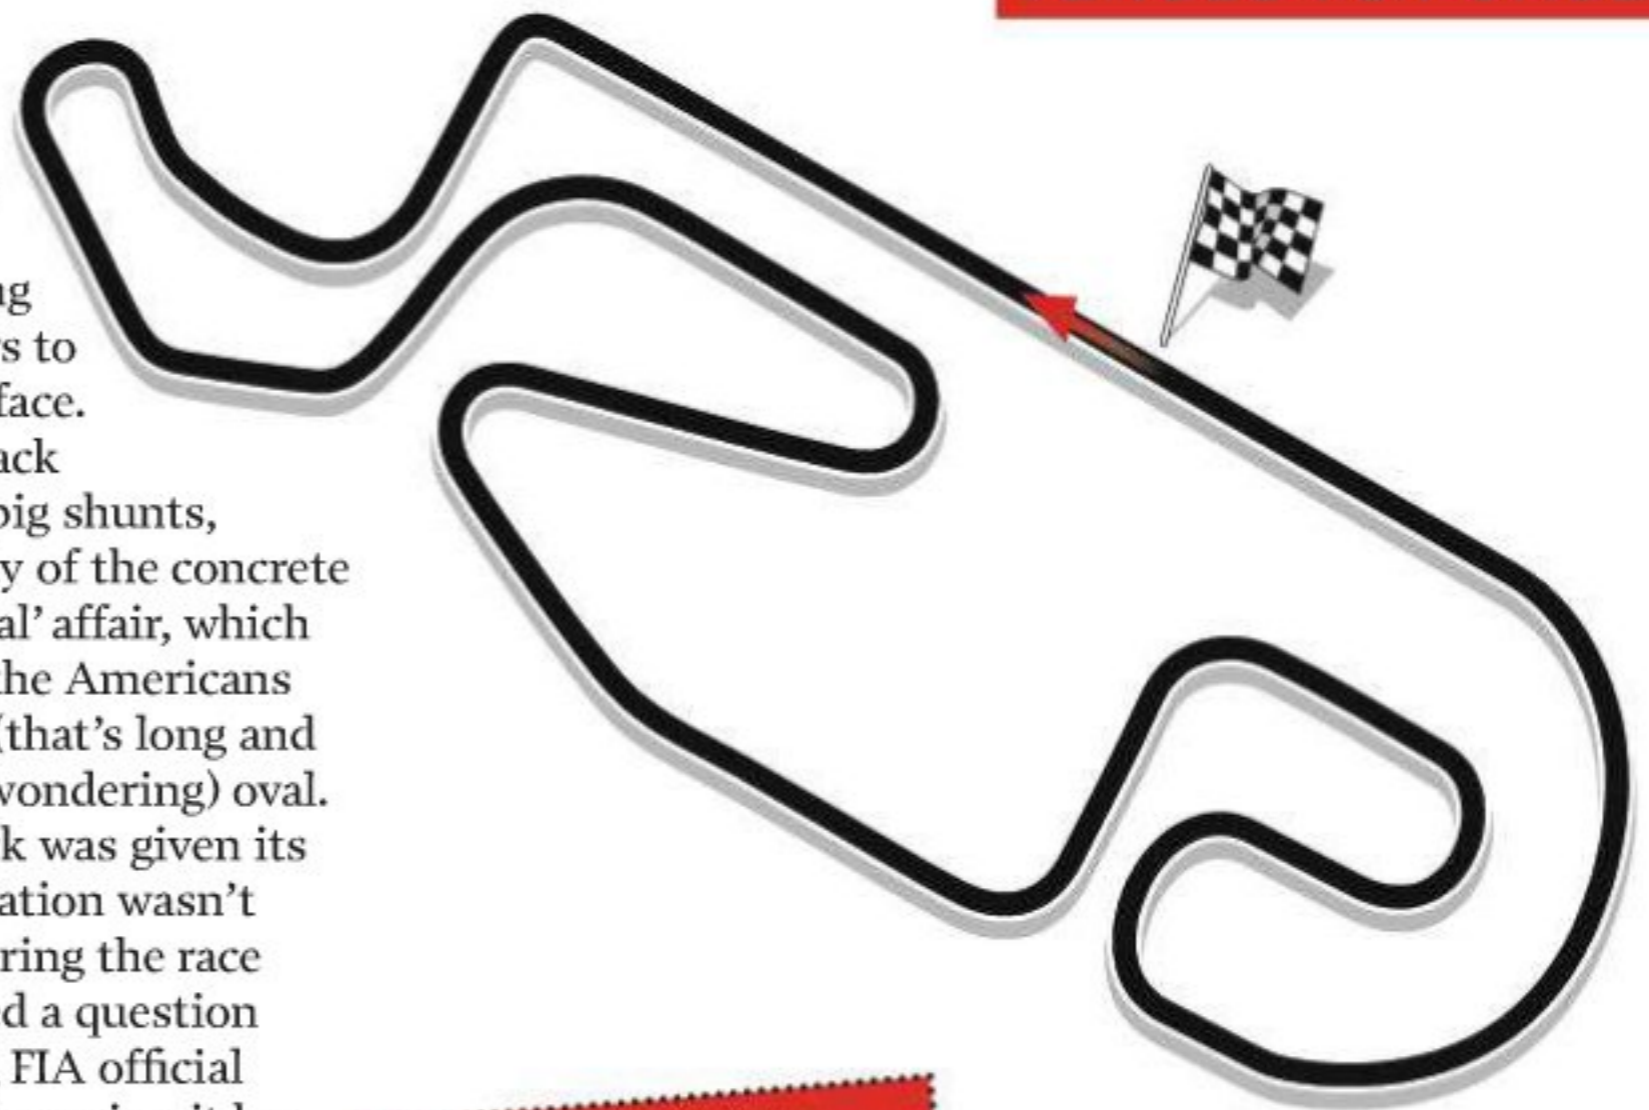 s to
face.
ack
big shunts,
y of the concrete
al’ affair, which
the Americans
(that’s long and
wondering) oval.
k was given its
ation wasn’t
ring the race
d a question
FIA official